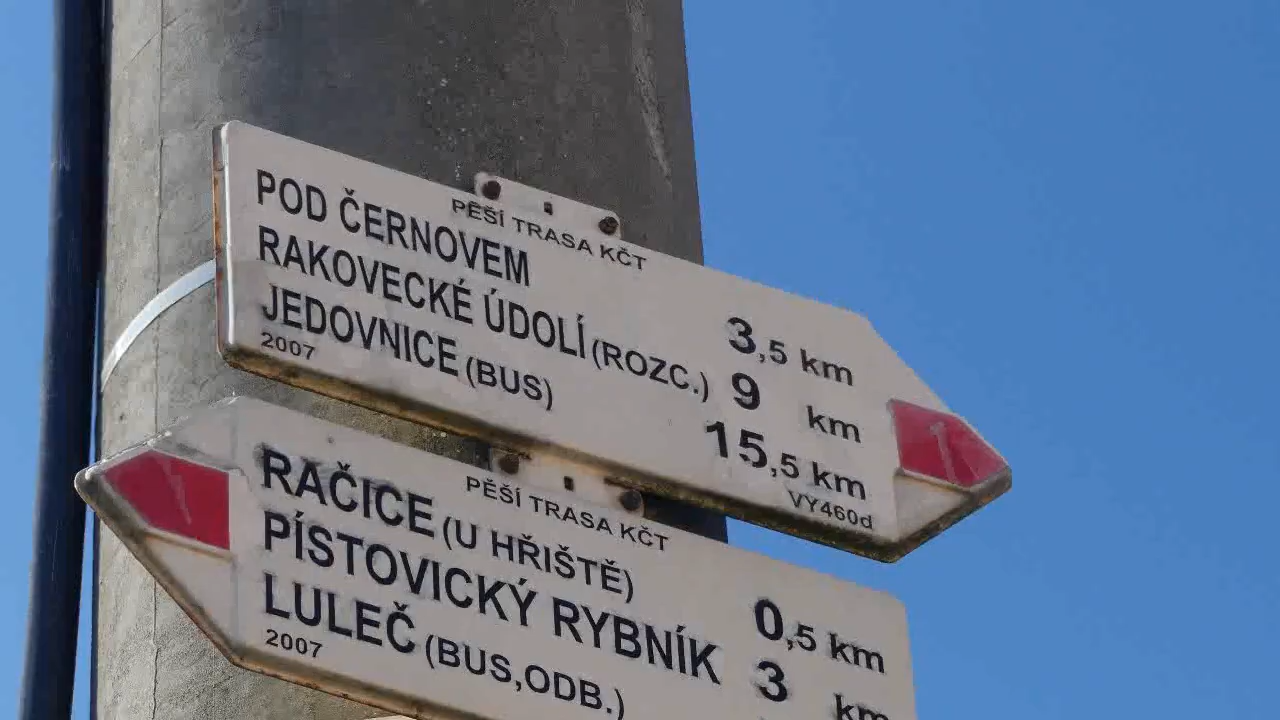 PĚŠÍ TRASA KČT
POD ČERNOVEM 3,5 km
RAKOVECKÉ ÚDOLÍ (ROZC.) 9 km
JEDOVNICE (BUS) 15,5 km
2007 VY460d
PĚŠÍ TRASA KČT
RAČICE (U HŘIŠTĚ) 0,5 km
PÍSTOVICKÝ RYBNÍK 3 km
LULEČ (BUS,ODB.)
2007